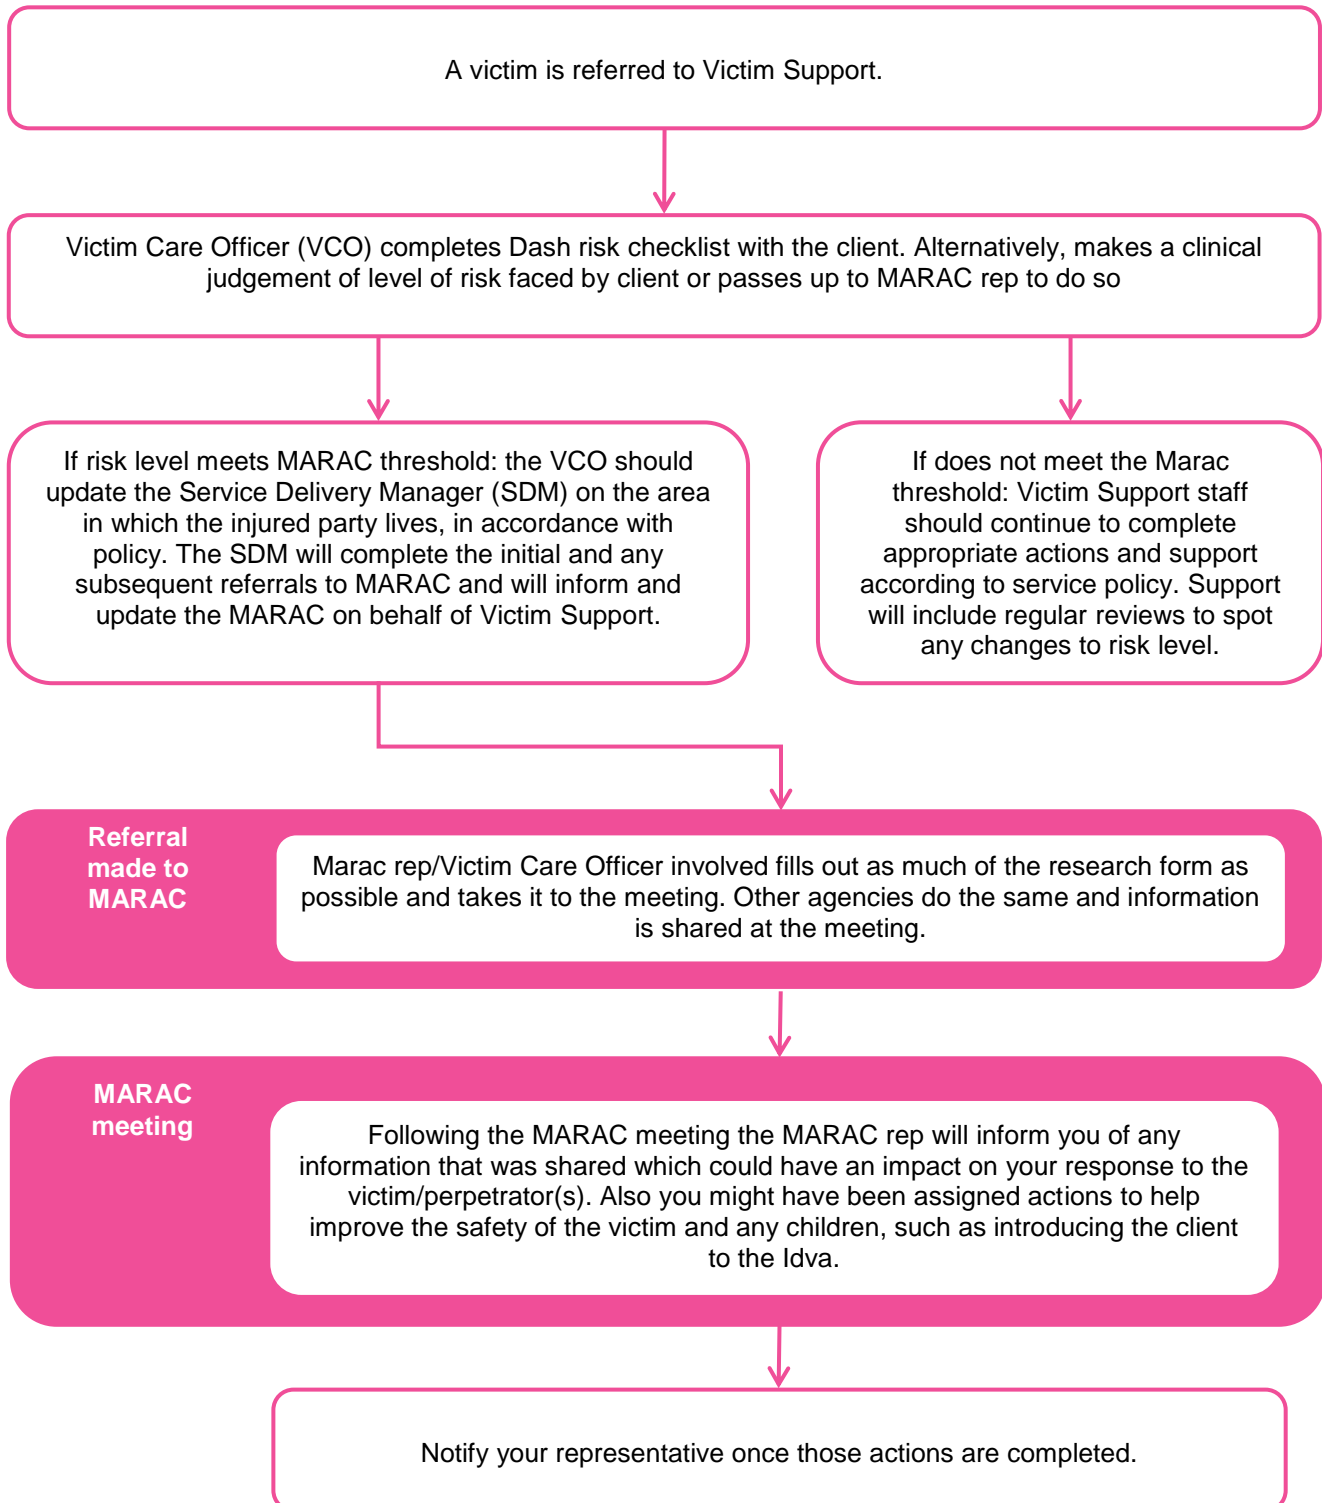 A victim is referred to Victim Support.
Victim Care Officer (VCO) completes Dash risk checklist with the client. Alternatively, makes a clinical
judgement of level of risk faced by client or passes up to MARAC rep to do so
If risk level meets MARAC threshold: the VCO should
update the Service Delivery Manager (SDM) on the area
in which the injured party lives, in accordance with
policy. The SDM will complete the initial and any
subsequent referrals to MARAC and will inform and
update the MARAC on behalf of Victim Support.
If does not meet the Marac
threshold: Victim Support staff
should continue to complete
appropriate actions and support
according to service policy. Support
will include regular reviews to spot
any changes to risk level.
Referral
made to
MARAC
Marac rep/Victim Care Officer involved fills out as much of the research form as
possible and takes it to the meeting. Other agencies do the same and information
is shared at the meeting.
MARAC
meeting
Following the MARAC meeting the MARAC rep will inform you of any
information that was shared which could have an impact on your response to the
victim/perpetrator(s). Also you might have been assigned actions to help
improve the safety of the victim and any children, such as introducing the client
to the Idva.
Notify your representative once those actions are completed.